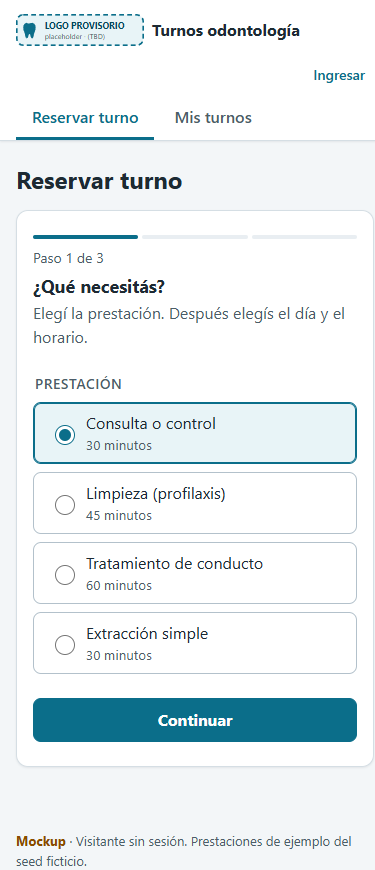 LOGO PROVISORIO
placeholder · (TBD)
Turnos odontología
Ingresar
Reservar turno
Mis turnos
Reservar turno
Paso 1 de 3
¿Qué necesitás?
Elegí la prestación. Después elegís el día y el
horario.
PRESTACIÓN
Consulta o control
30 minutos
Limpieza (profilaxis)
45 minutos
Tratamiento de conducto
60 minutos
Extracción simple
30 minutos
Continuar
Mockup · Visitante sin sesión. Prestaciones de ejemplo del
seed ficticio.